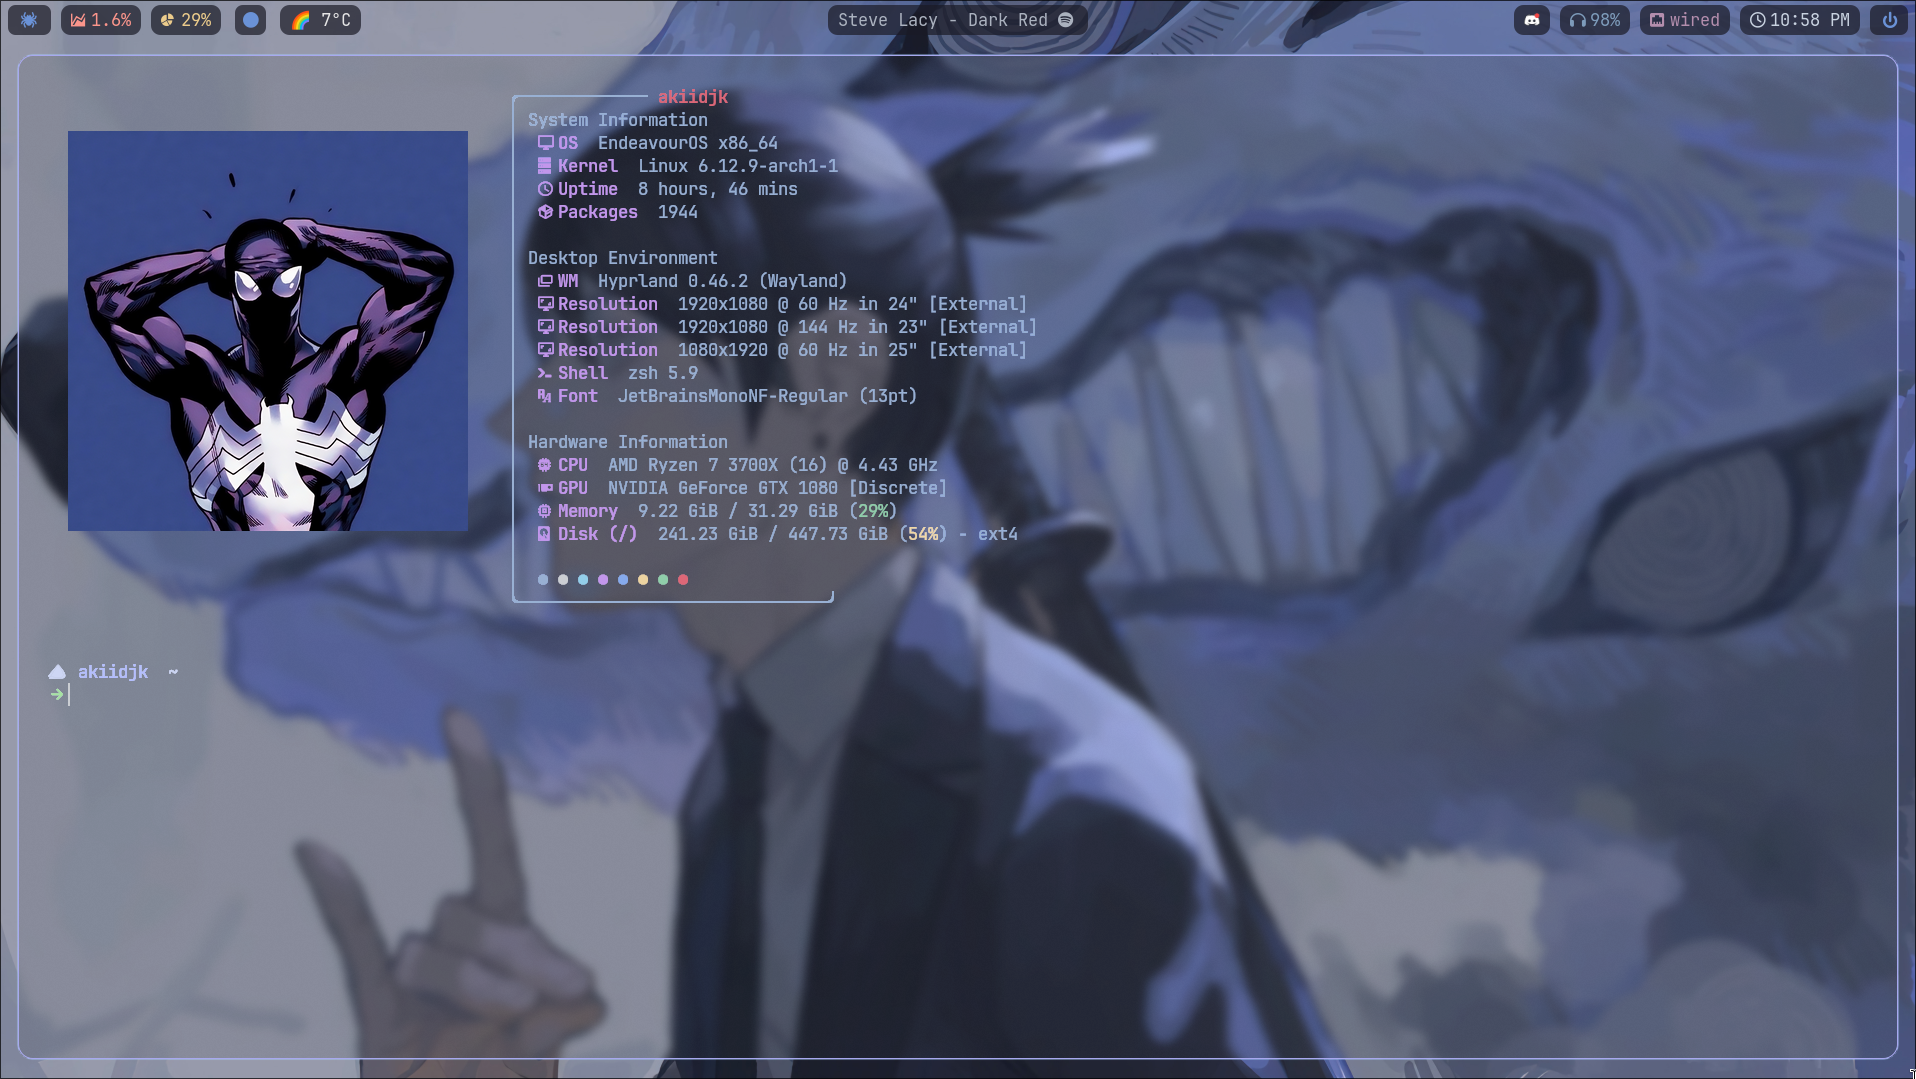 1.6% 29% 7°C Steve Lacy - Dark Red 98% wired 10:58 PM
akiidjk
System Information
OS EndeavourOS x86_64
Kernel Linux 6.12.9-arch1-1
Uptime 8 hours, 46 mins
Packages 1944
Desktop Environment
WM Hyprland 0.46.2 (Wayland)
Resolution 1920x1080 @ 60 Hz in 24" [External]
Resolution 1920x1080 @ 144 Hz in 23" [External]
Resolution 1080x1920 @ 60 Hz in 25" [External]
Shell zsh 5.9
Font JetBrainsMonoNF-Regular (13pt)
Hardware Information
CPU AMD Ryzen 7 3700X (16) @ 4.43 GHz
GPU NVIDIA GeForce GTX 1080 [Discrete]
Memory 9.22 GiB / 31.29 GiB (29%)
Disk (/) 241.23 GiB / 447.73 GiB (54%) - ext4
akiidjk ~
➜